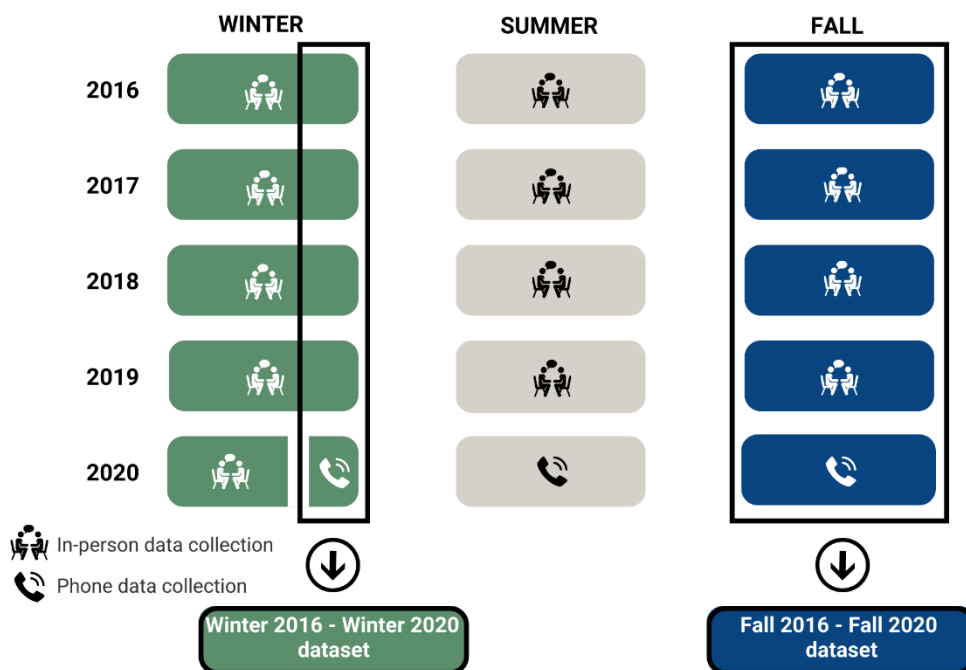 WINTER
SUMMER
FALL
2016
2017
2018
2019
2020
In-person data collection
Phone data collection
Winter 2016 - Winter 2020
dataset
Fall 2016 - Fall 2020
dataset